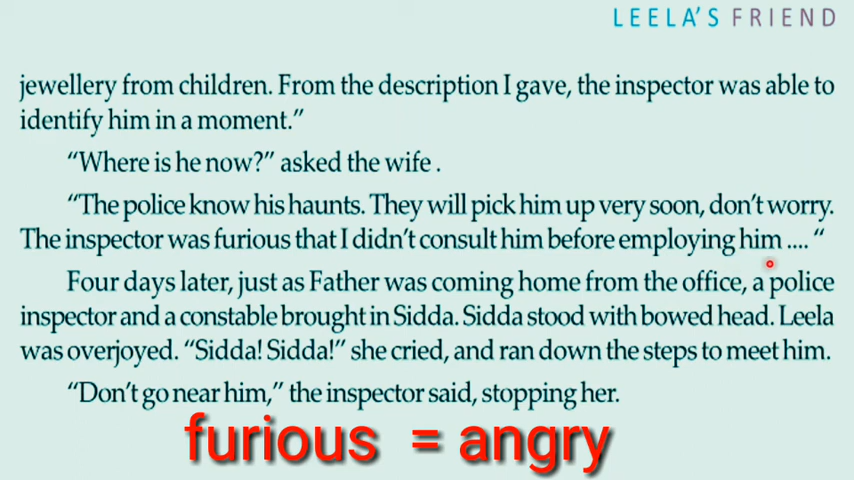 LEELA'S FRIEND
jewellery from children. From the description I gave, the inspector was able to
identify him in a moment.”
“Where is he now?” asked the wife .
“The police know his haunts. They will pick him up very soon, don't worry.
The inspector was furious that I didn't consult him before employing him .... “
Four days later, just as Father was coming home from the office, a police
inspector and a constable brought in Sidda. Sidda stood with bowed head. Leela
was overjoyed. “Sidda! Sidda!” she cried, and ran down the steps to meet him.
“Don't go near him,” the inspector said, stopping her.
furious = angry